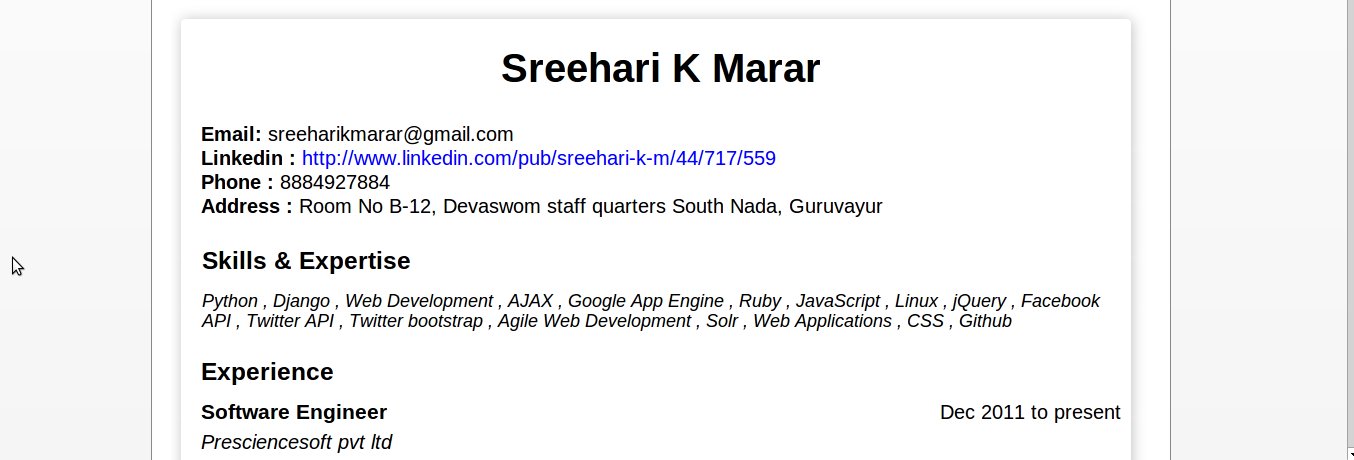 Sreehari K Marar
Email: sreeharikmarar@gmail.com
Linkedin : http://www.linkedin.com/pub/sreehari-k-m/44/717/559
Phone : 8884927884
Address : Room No B-12, Devaswom staff quarters South Nada, Guruvayur
Skills & Expertise
Python , Django , Web Development , AJAX , Google App Engine , Ruby , JavaScript , Linux , jQuery , Facebook
API , Twitter API , Twitter bootstrap , Agile Web Development , Solr , Web Applications , CSS , Github
Experience
Software Engineer Dec 2011 to present
Presciencesoft pvt ltd